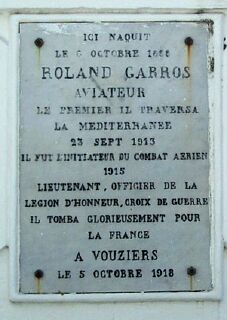 ICI NAQUIT
LE 6 OCTOBRE 1888
ROLAND GARROS
AVIATEUR
LE PREMIER IL TRAVERSA
LA MEDITERRANEE
23 SEPT 1913
IL FUT L'INITIATEUR DU COMBAT AERIEN
1915
LIEUTENANT, OFFICIER DE LA
LEGION D'HONNEUR, CROIX DE GUERRE
IL TOMBA GLORIEUSEMENT POUR
LA FRANCE
A VOUZIERS
LE 5 OCTOBRE 1918